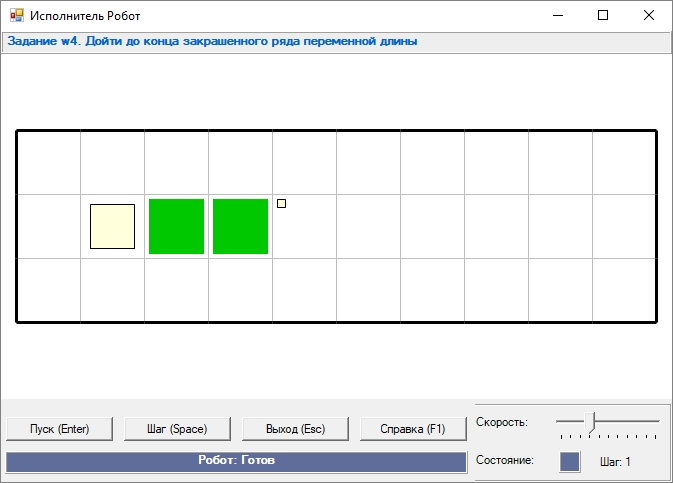 Исполнитель Робот
Задание w4. Дойти до конца закрашенного ряда переменной длины
Пуск (Enter) Шаг (Space) Выход (Esc) Справка (F1)
Скорость:
Робот: Готов
Состояние: Шаг: 1